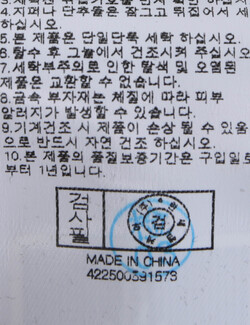 4.지퍼나 단추들은 잠그고 뒤집어서 세
하십시오.
5.본 제품은 단일단독 세탁 하십시오.
6.탈수 후 그늘에서 건조시켜 주십시오
7.세탁부주의로 인한 탈색 및 오염된
제품은 교환할 수 없습니다.
8.금속 부자재는 체질에 따라 피부
알러지가 발생할 수 있습니다.
9.기계건조 시 제품이 손상 될 수 있음
으로 반드시 자연 건조 하십시오.
10.본 제품의 품질보증기간은 구입일로
부터 1년입니다.
검사필
검
MADE IN CHINA
422500391573